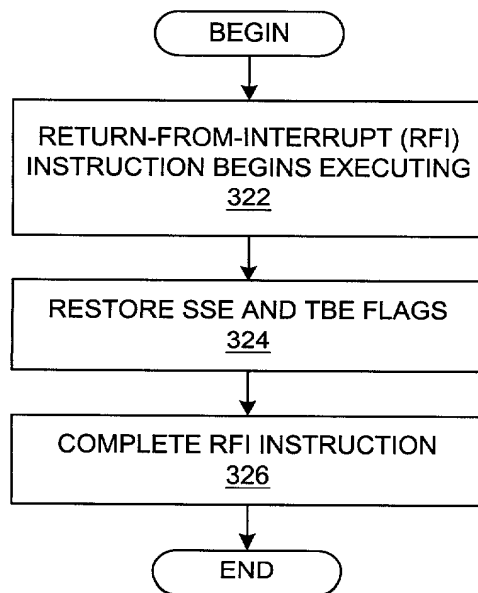 BEGIN
RETURN-FROM-INTERRUPT (RFI)
INSTRUCTION BEGINS EXECUTING
322
RESTORE SSE AND TBE FLAGS
324
COMPLETE RFI INSTRUCTION
326
END